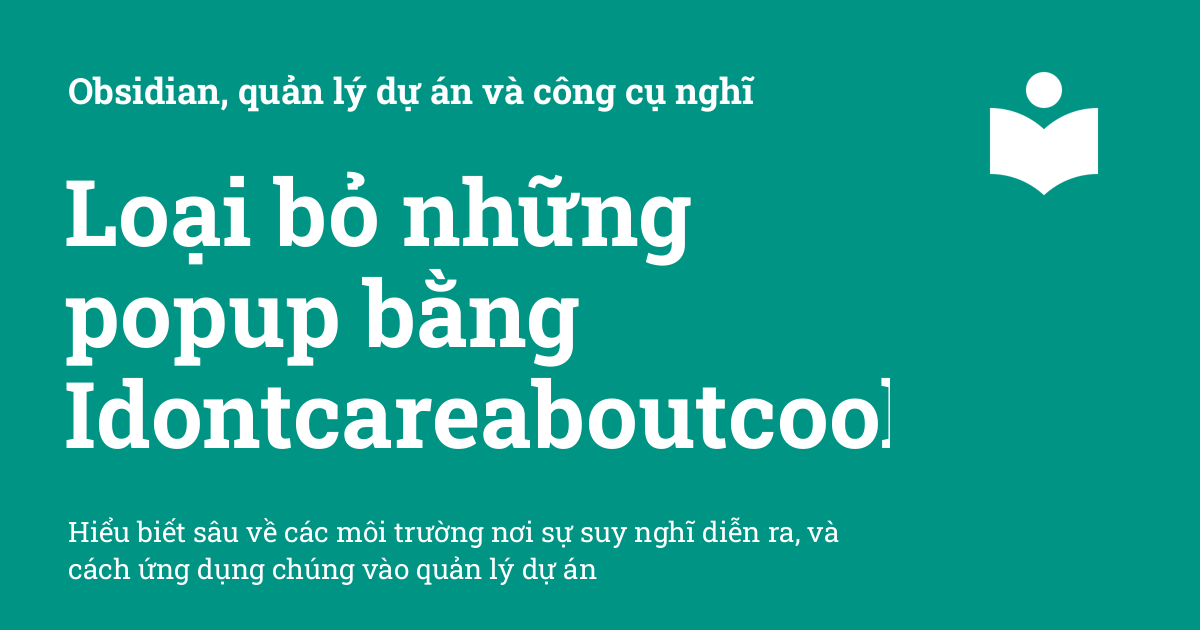 Obsidian, quản lý dự án và công cụ nghĩ
Loại bỏ những
popup bằng
Idontcareaboutcool
Hiểu biết sâu về các môi trường nơi sự suy nghĩ diễn ra, và
cách ứng dụng chúng vào quản lý dự án